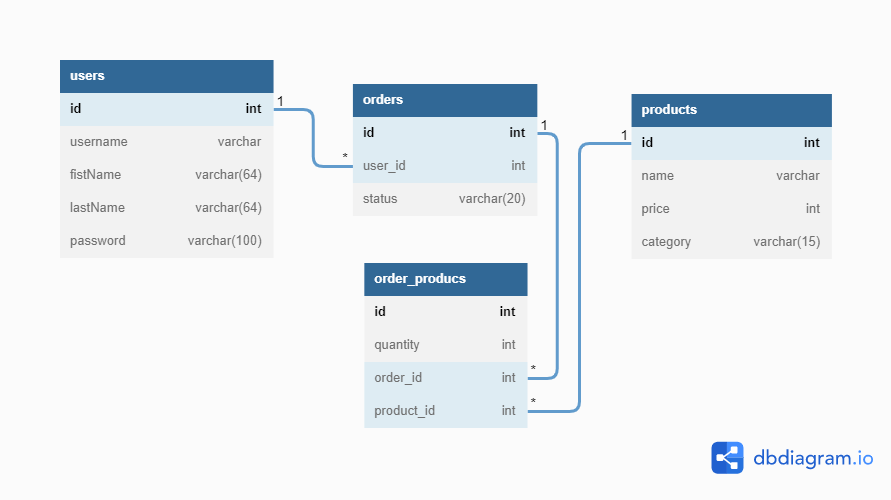 users
id int
username varchar
fistName varchar(64)
lastName varchar(64)
password varchar(100)
1
*
orders
id int
user_id int
status varchar(20)
1
order_producs
id int
quantity int
order_id int
product_id int
*
*
1
products
id int
name varchar
price int
category varchar(15)
dbdiagram.io